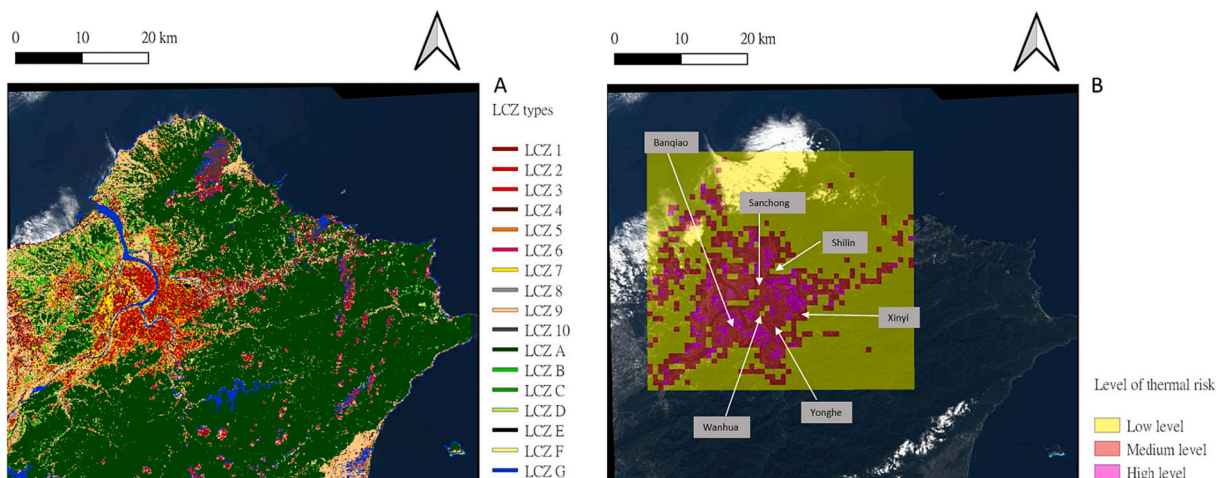 0 10 20 km
A
LCZ types
LCZ 1
LCZ 2
LCZ 3
LCZ 4
LCZ 5
LCZ 6
LCZ 7
LCZ 8
LCZ 9
LCZ 10
LCZ A
LCZ B
LCZ C
LCZ D
LCZ E
LCZ F
LCZ G
0 10 20 km
B
Banqiao
Sanchong
Shilin
Xinyi
Yonghe
Wanhua
Level of thermal risk
Low level
Medium level
High level